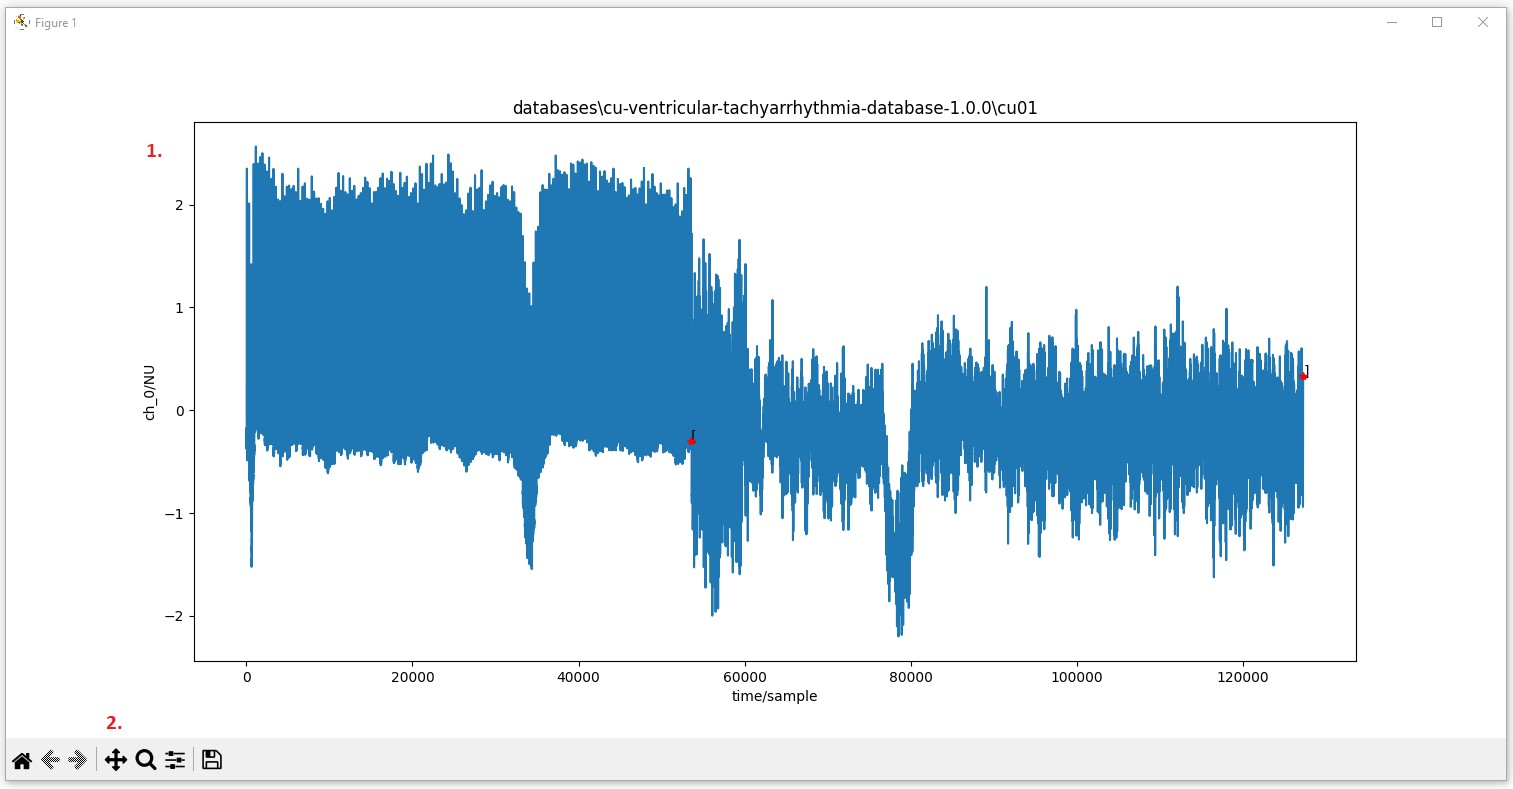 Figure 1
databases\cu-ventricular-tachyarrhythmia-database-1.0.0\cu01
1.
2
1
0
−1
−2
ch_0/NU
[
]
0 20000 40000 60000 80000 100000 120000
time/sample
2.